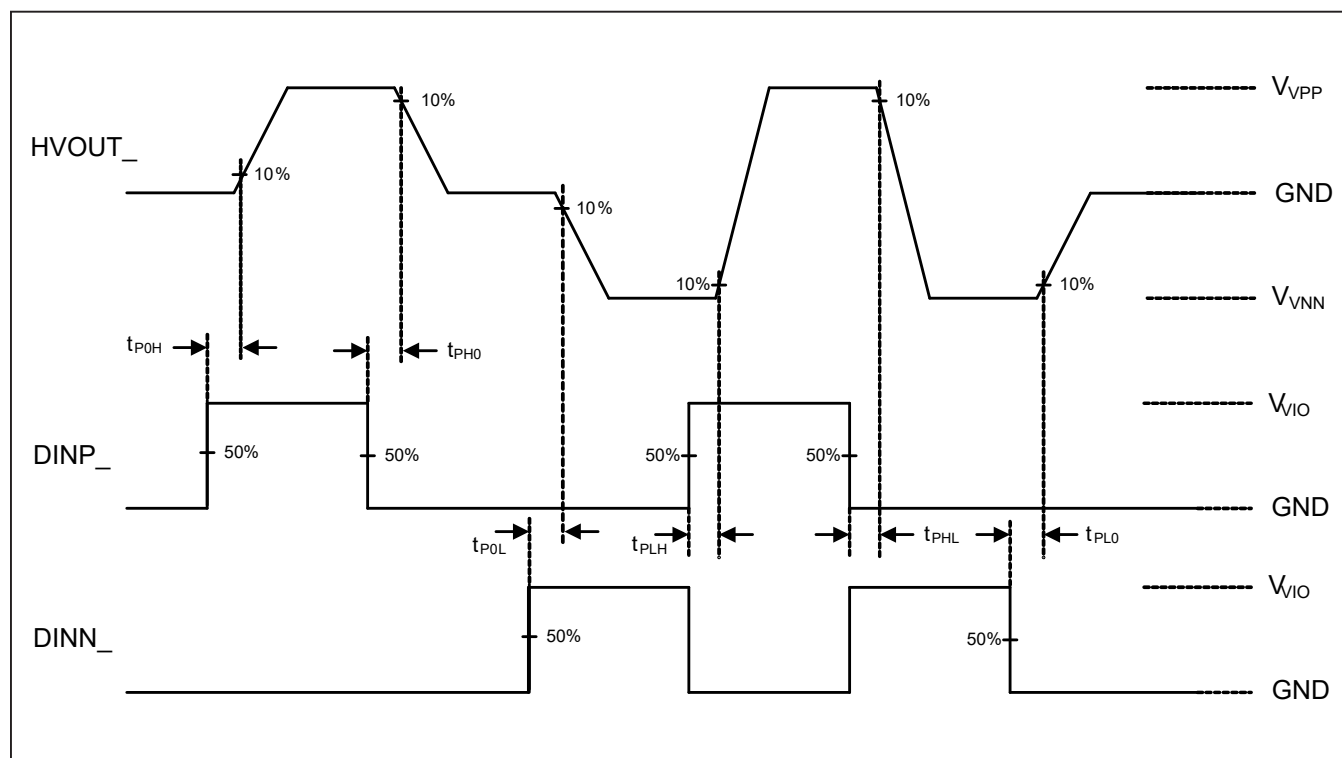 V_VPP
10%
10%
HVOUT_
10%
10%
GND
10%
10%
V_VNN
t_P0H
t_PH0
V_VIO
DINP_
50%
50%
50%
50%
GND
t_P0L
t_PLH
t_PHL
t_PL0
V_VIO
DINN_
50%
50%
GND